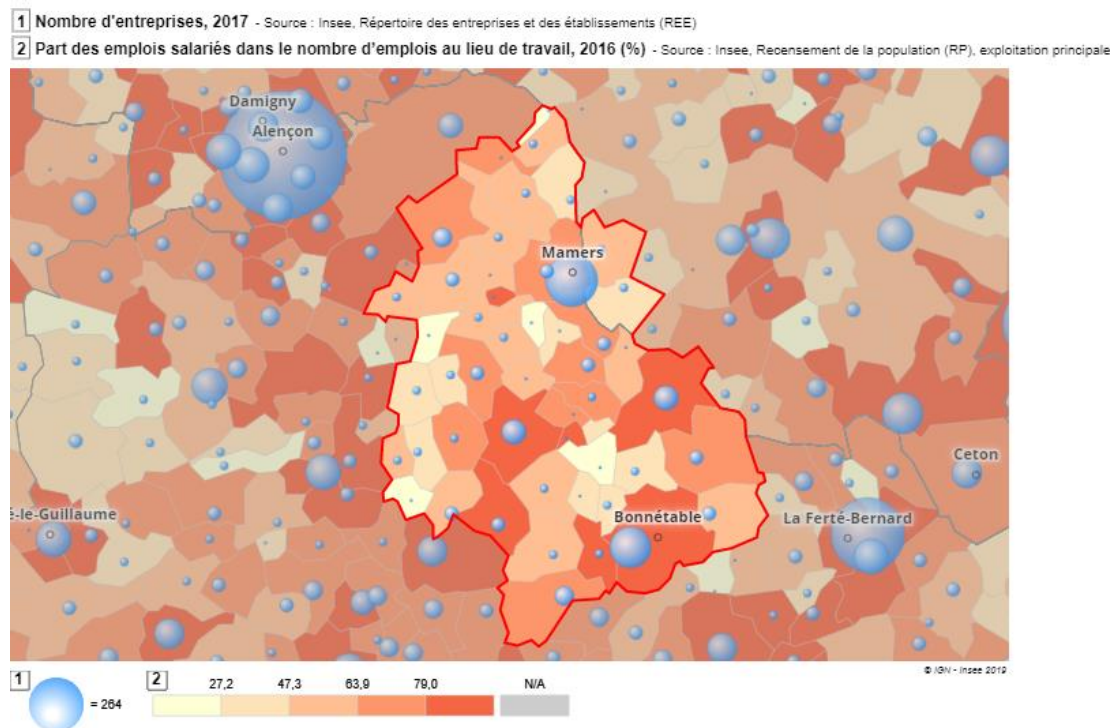 1 Nombre d'entreprises, 2017 - Source : Insee, Répertoire des entreprises et des établissements (REE)
2 Part des emplois salariés dans le nombre d'emplois au lieu de travail, 2016 (%) - Source : Insee, Recensement de la population (RP), exploitation principale
Damigny
Alençon
Mamers
Ceton
é-le-Guillaume
Bonnétable
La Ferté-Bernard
© IGN - Insee 2019
1 = 264
2 27,2 47,3 63,9 79,0 N/A